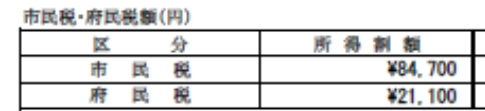 市民税・府民税額(円)
区 分 所 得 割 額
市 民 税 ¥84,700
府 民 税 ¥21,100